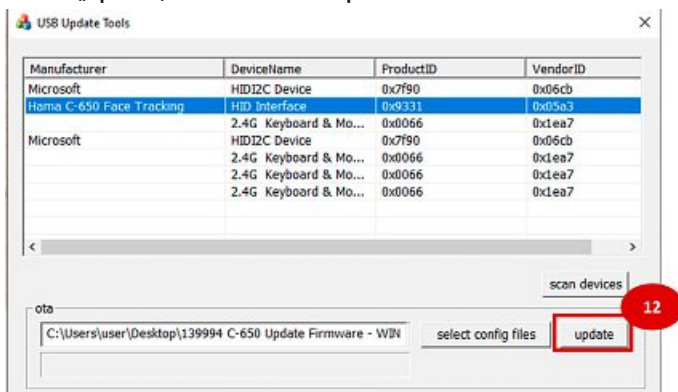 USB Update Tools
Manufacturer DeviceName ProductID VendorID
Microsoft HIDI2C Device 0x7f90 0x06cb
Hama C-650 Face Tracking HID Interface 0x9331 0x05a3
2.4G Keyboard & Mo... 0x0066 0x1ea7
Microsoft HIDI2C Device 0x7f90 0x06cb
2.4G Keyboard & Mo... 0x0066 0x1ea7
2.4G Keyboard & Mo... 0x0066 0x1ea7
2.4G Keyboard & Mo... 0x0066 0x1ea7
scan devices
12
ota
C:\Users\user\Desktop\139994 C-650 Update Firmware - WIN select config files update